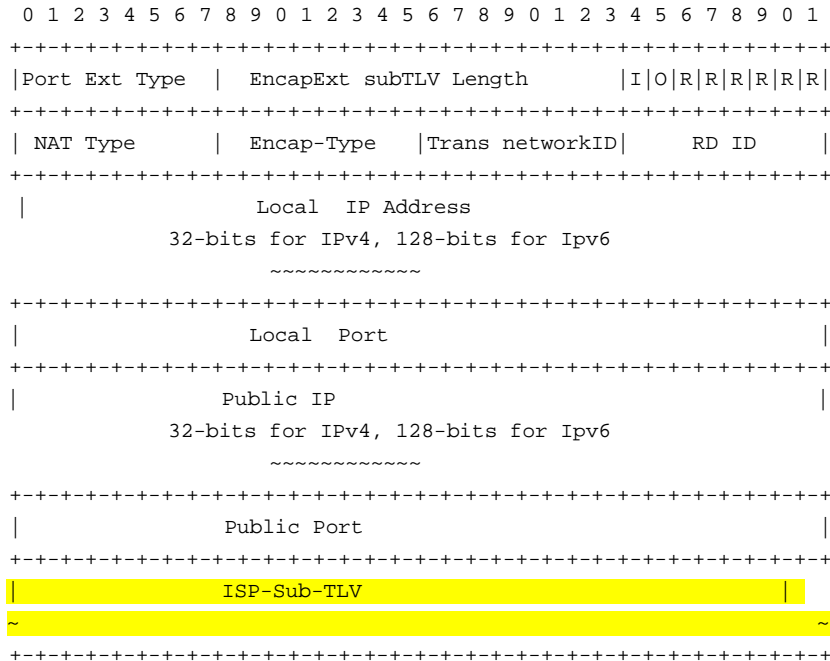 0 1 2 3 4 5 6 7 8 9 0 1 2 3 4 5 6 7 8 9 0 1 2 3 4 5 6 7 8 9 0 1
+-+-+-+-+-+-+-+-+-+-+-+-+-+-+-+-+-+-+-+-+-+-+-+-+-+-+-+-+-+-+-+-+
|Port Ext Type  |  EncapExt subTLV Length       |I|O|R|R|R|R|R|R|
+-+-+-+-+-+-+-+-+-+-+-+-+-+-+-+-+-+-+-+-+-+-+-+-+-+-+-+-+-+-+-+-+
| NAT Type      |  Encap-Type   |Trans networkID|     RD ID     |
+-+-+-+-+-+-+-+-+-+-+-+-+-+-+-+-+-+-+-+-+-+-+-+-+-+-+-+-+-+-+-+-+
|                  Local  IP Address
32-bits for IPv4, 128-bits for Ipv6
~~~~~~~~~~~~
+-+-+-+-+-+-+-+-+-+-+-+-+-+-+-+-+-+-+-+-+-+-+-+-+-+-+-+-+-+-+-+-+
|                  Local  Port                                  |
+-+-+-+-+-+-+-+-+-+-+-+-+-+-+-+-+-+-+-+-+-+-+-+-+-+-+-+-+-+-+-+-+
|                Public IP                                      |
32-bits for IPv4, 128-bits for Ipv6
~~~~~~~~~~~~
+-+-+-+-+-+-+-+-+-+-+-+-+-+-+-+-+-+-+-+-+-+-+-+-+-+-+-+-+-+-+-+-+
|                Public Port                                    |
+-+-+-+-+-+-+-+-+-+-+-+-+-+-+-+-+-+-+-+-+-+-+-+-+-+-+-+-+-+-+-+-+
|                ISP-Sub-TLV                                 |
~                                                               ~
+-+-+-+-+-+-+-+-+-+-+-+-+-+-+-+-+-+-+-+-+-+-+-+-+-+-+-+-+-+-+-+-+